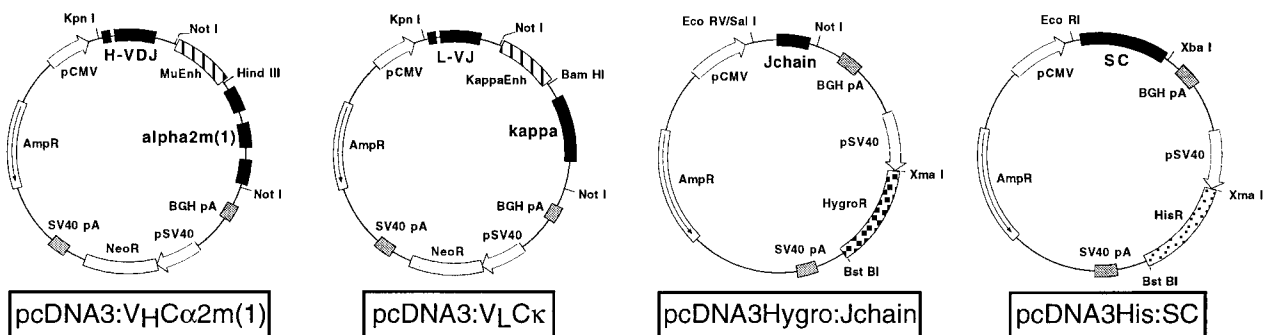 Kpn I
H-VDJ
Not I
MuEnh
Hind III
pCMV
alpha2m(1)
AmpR
Not I
BGH pA
SV40 pA
pSV40
NeoR
pcDNA3:VHCα2m(1)
Kpn I
L-VJ
Not I
KappaEnh
Bam HI
pCMV
kappa
AmpR
Not I
BGH pA
SV40 pA
pSV40
NeoR
pcDNA3:VLCκ
Eco RV/Sal I
Not I
Jchain
pCMV
BGH pA
pSV40
AmpR
Xma I
HygroR
SV40 pA
Bst BI
pcDNA3Hygro:Jchain
Eco RI
SC
Xba I
pCMV
BGH pA
pSV40
AmpR
Xma I
HisR
SV40 pA
Bst BI
pcDNA3His:SC